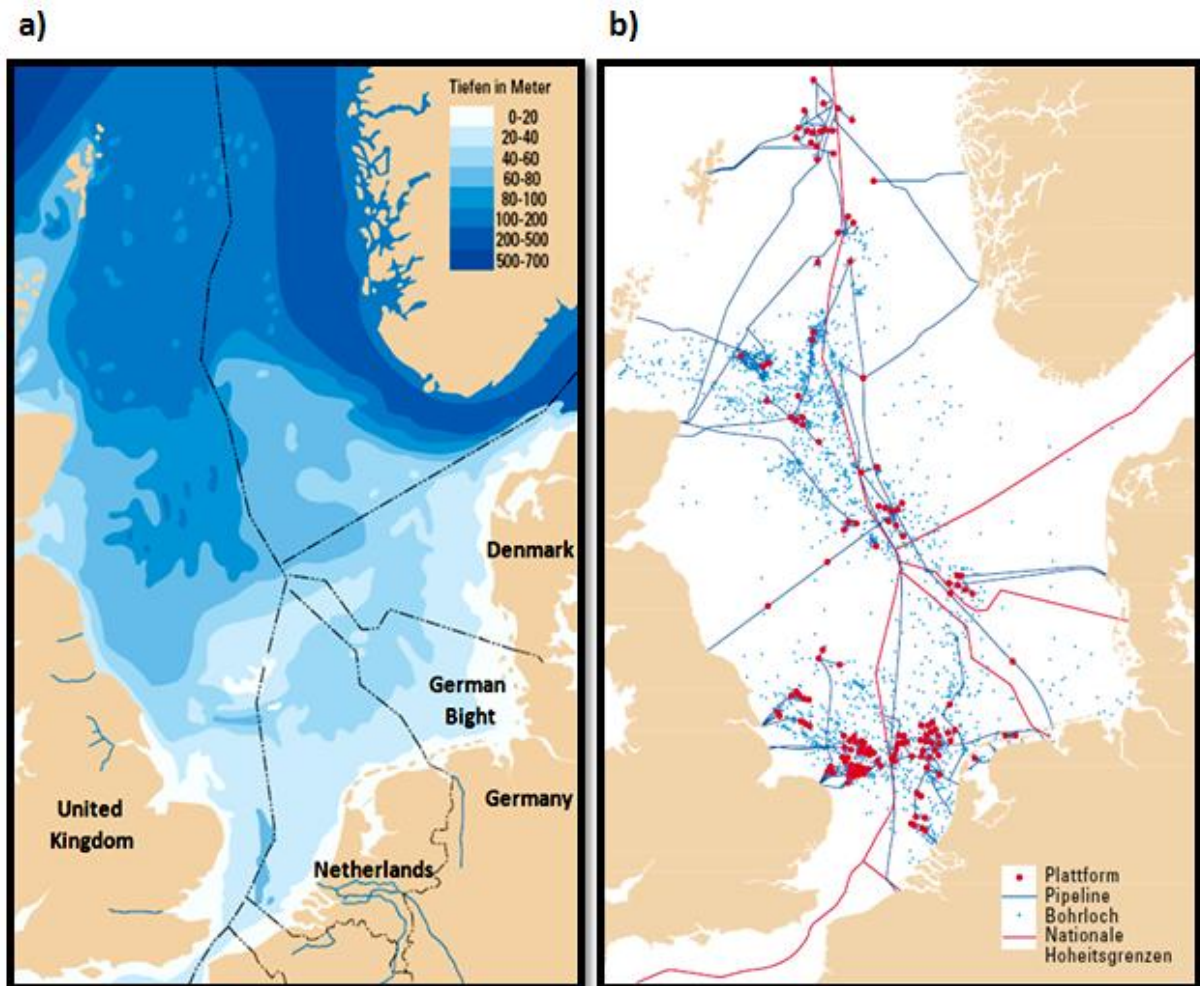 a)
b)
Tiefen in Meter
0-20
20-40
40-60
60-80
80-100
100-200
200-500
500-700
Denmark
German
Bight
United
Kingdom
Germany
Netherlands
Plattform
Pipeline
Bohrloch
Nationale
Hoheitsgrenzen